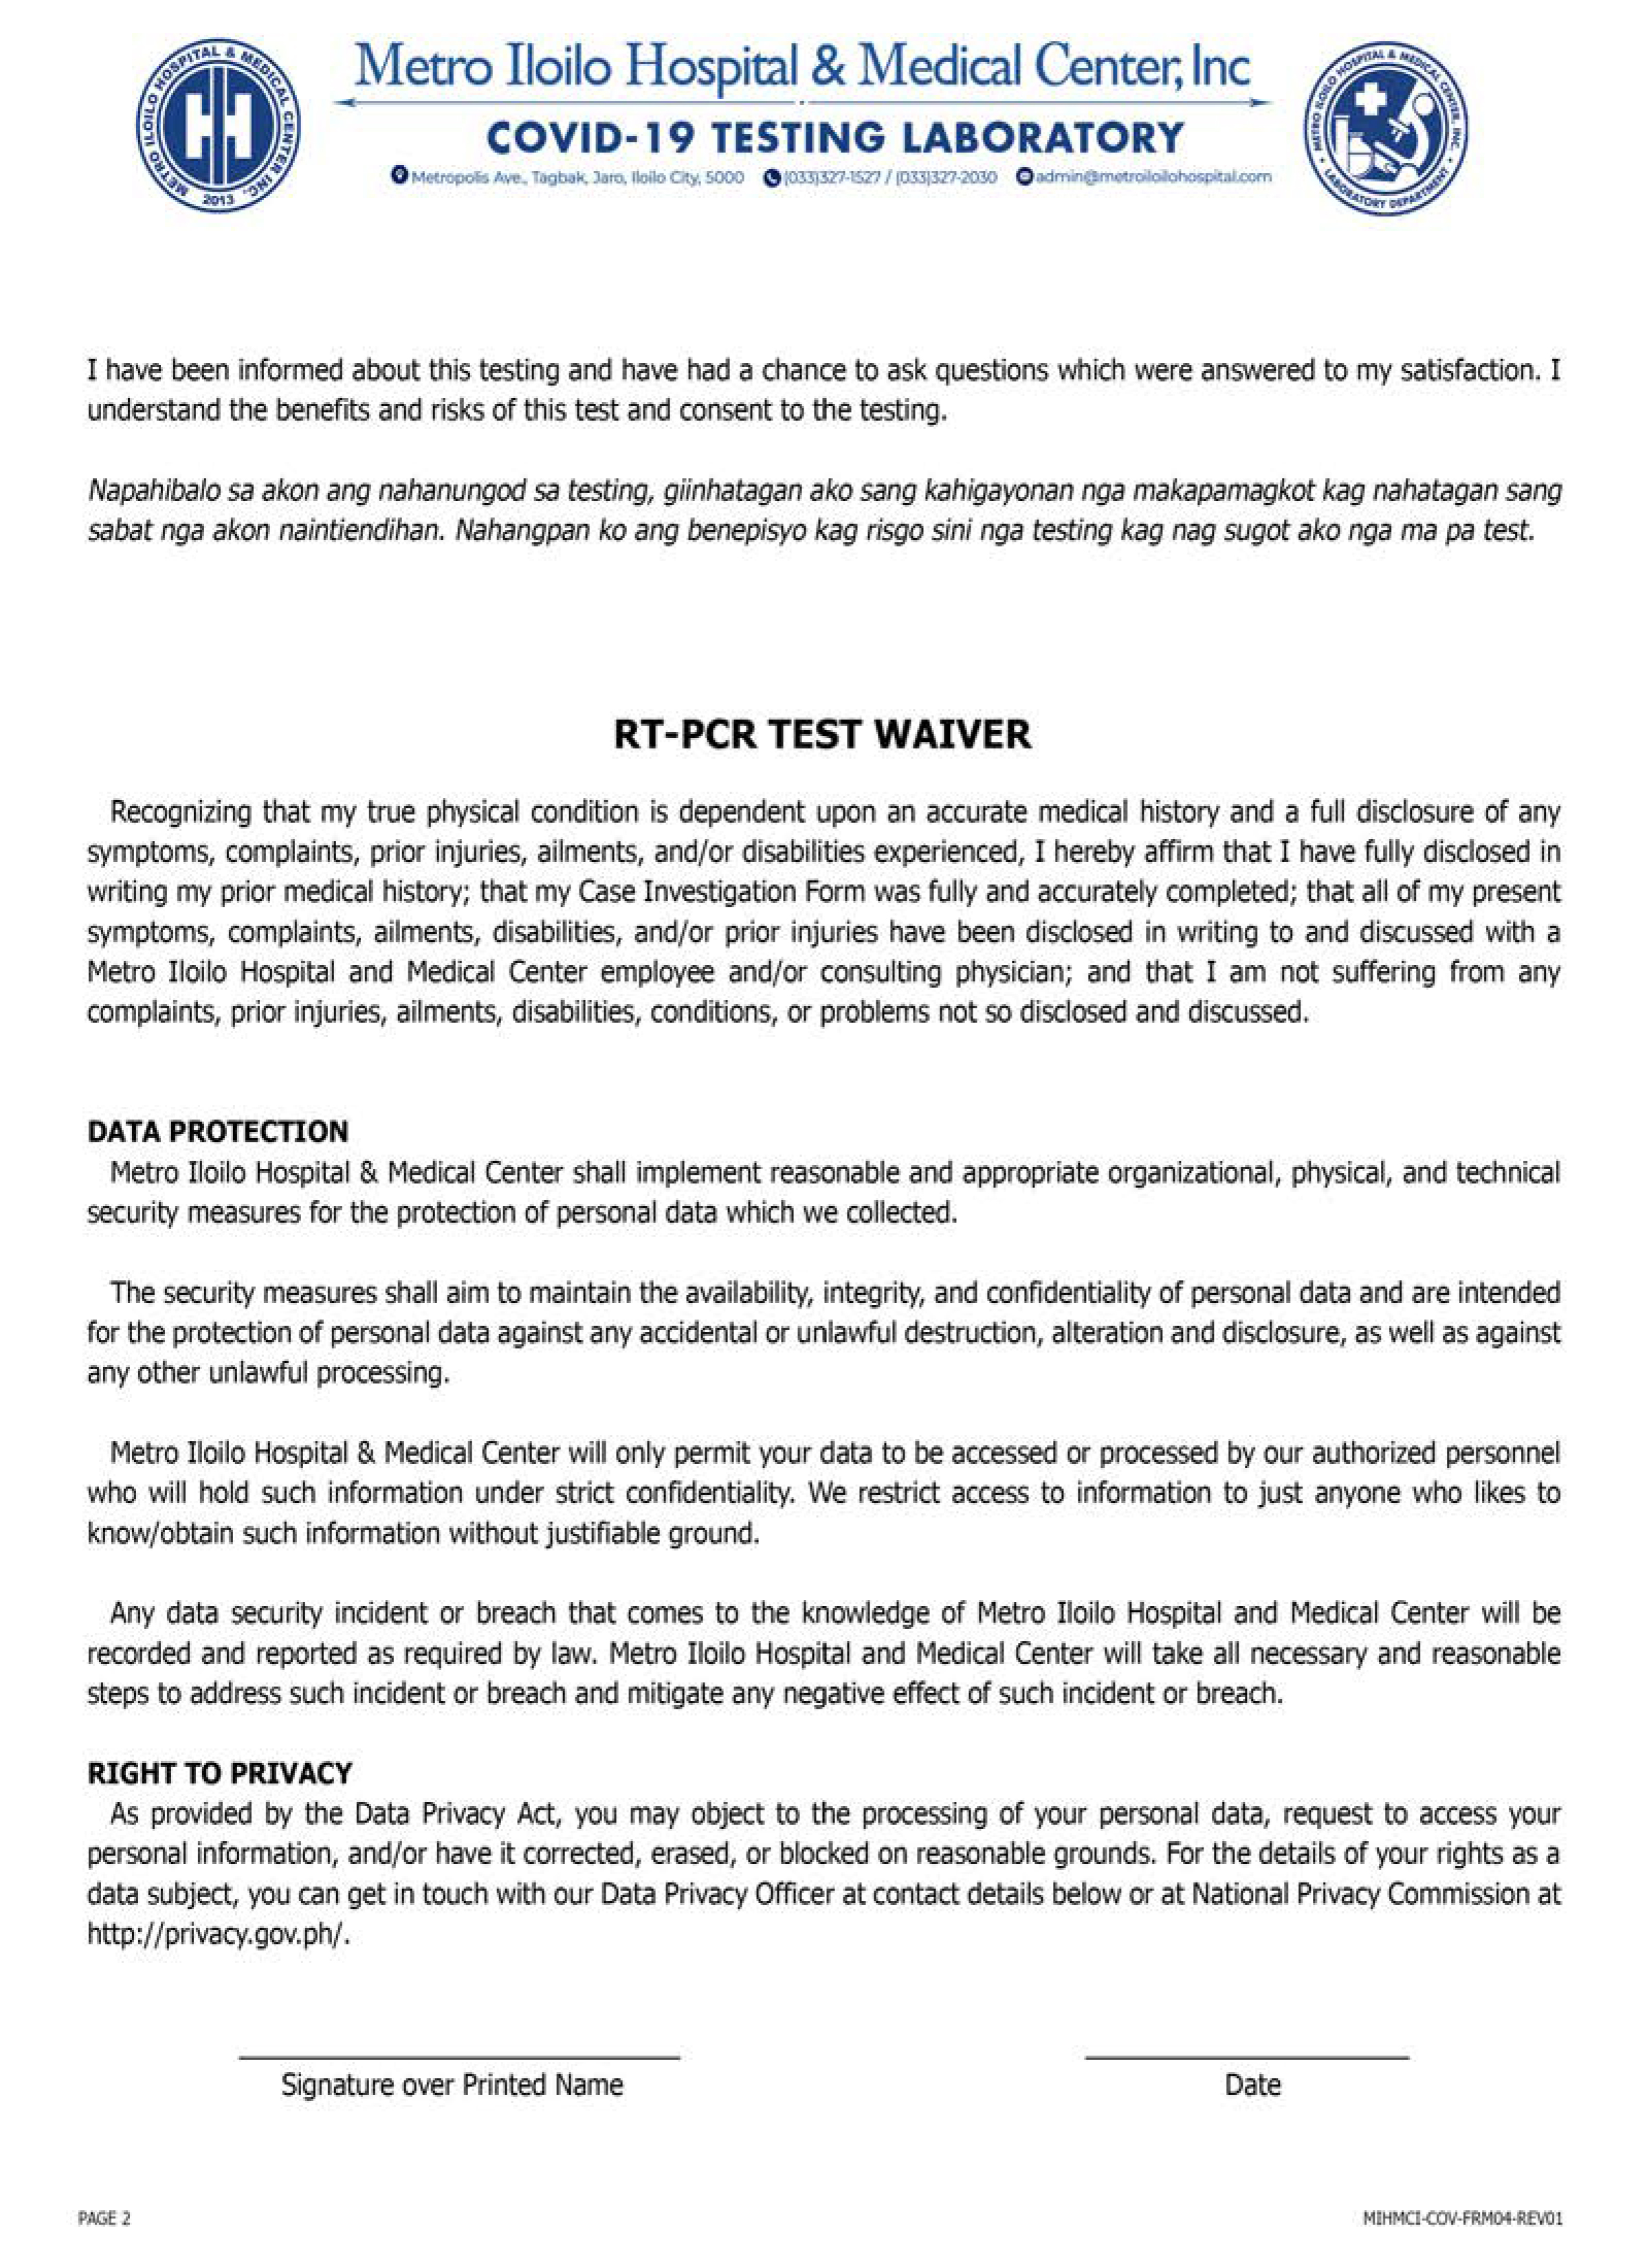 METRO ILOILO HOSPITAL & MEDICAL CENTER INC.
2013
Metro Iloilo Hospital & Medical Center, Inc
COVID-19 TESTING LABORATORY
Metropolis Ave., Tagbak, Jaro, Iloilo City, 5000 (033)327-1527 / (033)327-2030 admin@metroiloilohospital.com
METRO ILOILO HOSPITAL & MEDICAL CENTER, INC.
LABORATORY DEPARTMENT
I have been informed about this testing and have had a chance to ask questions which were answered to my satisfaction. I
understand the benefits and risks of this test and consent to the testing.
Napahibalo sa akon ang nahanungod sa testing, giinhatagan ako sang kahigayonan nga makapamagkot kag nahatagan sang
sabat nga akon naintiendihan. Nahangpan ko ang benepisyo kag risgo sini nga testing kag nag sugot ako nga ma pa test.
RT-PCR TEST WAIVER
Recognizing that my true physical condition is dependent upon an accurate medical history and a full disclosure of any
symptoms, complaints, prior injuries, ailments, and/or disabilities experienced, I hereby affirm that I have fully disclosed in
writing my prior medical history; that my Case Investigation Form was fully and accurately completed; that all of my present
symptoms, complaints, ailments, disabilities, and/or prior injuries have been disclosed in writing to and discussed with a
Metro Iloilo Hospital and Medical Center employee and/or consulting physician; and that I am not suffering from any
complaints, prior injuries, ailments, disabilities, conditions, or problems not so disclosed and discussed.
DATA PROTECTION
Metro Iloilo Hospital & Medical Center shall implement reasonable and appropriate organizational, physical, and technical
security measures for the protection of personal data which we collected.
The security measures shall aim to maintain the availability, integrity, and confidentiality of personal data and are intended
for the protection of personal data against any accidental or unlawful destruction, alteration and disclosure, as well as against
any other unlawful processing.
Metro Iloilo Hospital & Medical Center will only permit your data to be accessed or processed by our authorized personnel
who will hold such information under strict confidentiality. We restrict access to information to just anyone who likes to
know/obtain such information without justifiable ground.
Any data security incident or breach that comes to the knowledge of Metro Iloilo Hospital and Medical Center will be
recorded and reported as required by law. Metro Iloilo Hospital and Medical Center will take all necessary and reasonable
steps to address such incident or breach and mitigate any negative effect of such incident or breach.
RIGHT TO PRIVACY
As provided by the Data Privacy Act, you may object to the processing of your personal data, request to access your
personal information, and/or have it corrected, erased, or blocked on reasonable grounds. For the details of your rights as a
data subject, you can get in touch with our Data Privacy Officer at contact details below or at National Privacy Commission at
http://privacy.gov.ph/.
Signature over Printed Name
Date
PAGE 2
MIHMCI-COV-FRM04-REV01